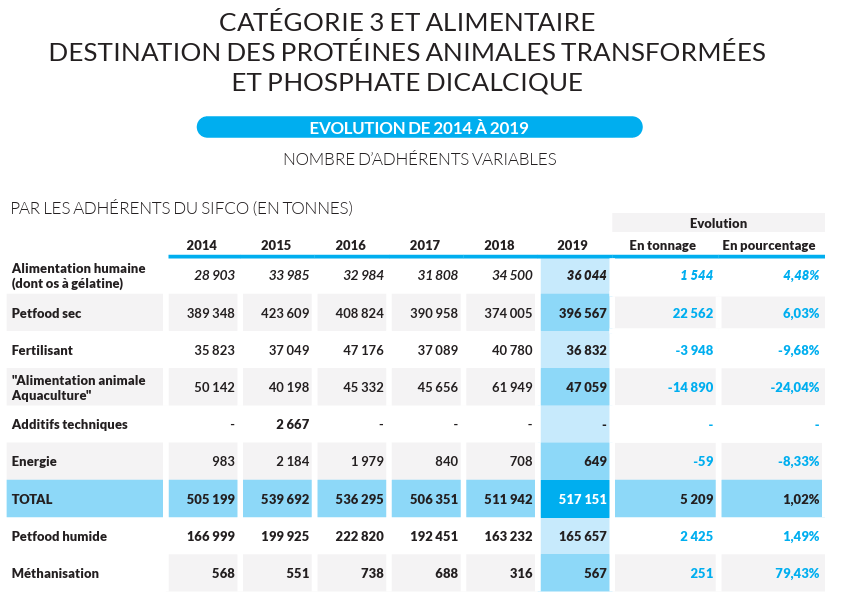 CATÉGORIE 3 ET ALIMENTAIRE
DESTINATION DES PROTÉINES ANIMALES TRANSFORMÉES
ET PHOSPHATE DICALCIQUE
EVOLUTION DE 2014 À 2019
NOMBRE D'ADHÉRENTS VARIABLES
PAR LES ADHÉRENTS DU SIFCO (EN TONNES)
Evolution
2014 2015 2016 2017 2018 2019 En tonnage En pourcentage
Alimentation humaine
(dont os à gélatine) 28 903 33 985 32 984 31 808 34 500 36 044 1 544 4,48%
Petfood sec 389 348 423 609 408 824 390 958 374 005 396 567 22 562 6,03%
Fertilisant 35 823 37 049 47 176 37 089 40 780 36 832 -3 948 -9,68%
"Alimentation animale
Aquaculture" 50 142 40 198 45 332 45 656 61 949 47 059 -14 890 -24,04%
Additifs techniques - 2 667 - - - - - -
Energie 983 2 184 1 979 840 708 649 -59 -8,33%
TOTAL 505 199 539 692 536 295 506 351 511 942 517 151 5 209 1,02%
Petfood humide 166 999 199 925 222 820 192 451 163 232 165 657 2 425 1,49%
Méthanisation 568 551 738 688 316 567 251 79,43%